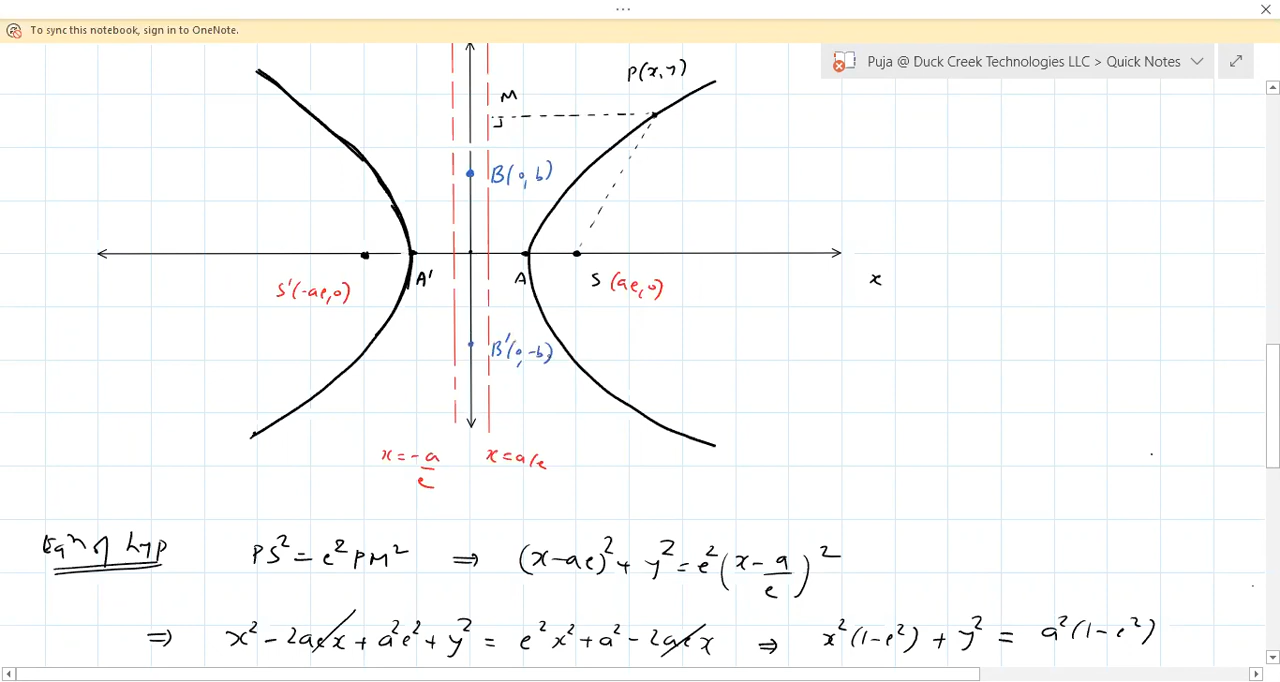 To sync this notebook, sign in to OneNote.
Puja @ Duck Creek Technologies LLC > Quick Notes
P(x,y)
M
B(0,b)
A'
A
S (ae,0)
S'(-ae,0)
x
B'(0,-b)
x=-a/e
x=a/e
Eqⁿ of hyp
PS²=e²PM² ⇒ (x-ae)²+y²=e²(x-a/e)²
⇒ x²-2aex+a²e²+y²=e²x²+a²-2aex ⇒ x²(1-e²)+y²=a²(1-e²)